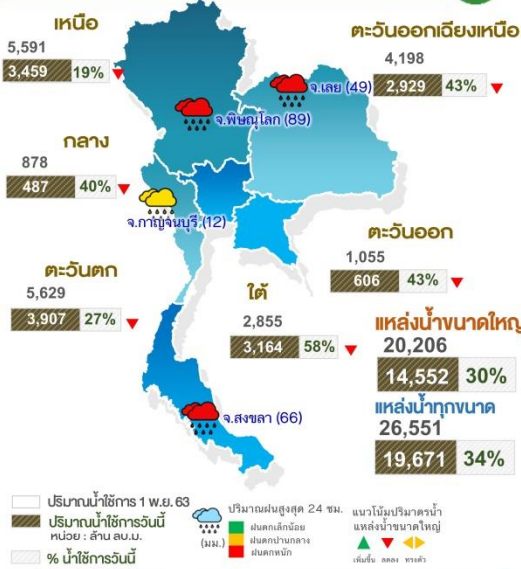 เหนือ
5,591
3,459 19%
ตะวันออกเฉียงเหนือ
4,198
2,929 43%
จ.เลย (49)
จ.พิษณุโลก (89)
กลาง
878
487 40%
จ.กาญจนบุรี (12)
ตะวันออก
1,055
606 43%
ตะวันตก
5,629
3,907 27%
ใต้
2,855
3,164 58%
แหล่งน้ำขนาดใหญ่
20,206
14,552 30%
แหล่งน้ำทุกขนาด
26,551
19,671 34%
จ.สงขลา (66)
ปริมาณน้ำใช้การ 1 พ.ย. 63
ปริมาณน้ำใช้การวันนี้
หน่วย : ล้าน ลบ.ม.
% น้ำใช้การวันนี้
ปริมาณฝนสูงสุด 24 ชม.
(มม.)
ฝนตกเล็กน้อย
ฝนตกปานกลาง
ฝนตกหนัก
แนวโน้มปริมาตรน้ำ
แหล่งน้ำขนาดใหญ่
เพิ่มขึ้น ลดลง ทรงตัว